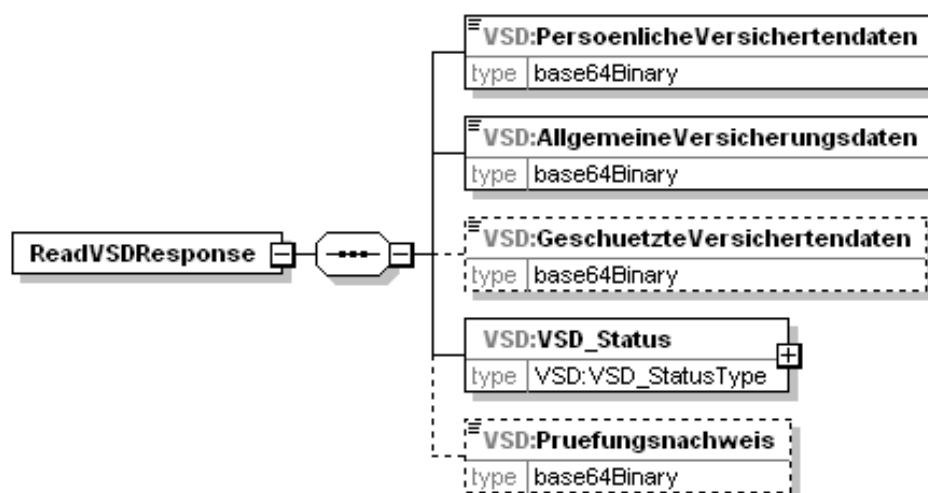 VSD:PersoenlicheVersichertendaten
type base64Binary
VSD:AllgemeineVersicherungsdaten
type base64Binary
ReadVSDResponse
VSD:GeschuetzteVersichertendaten
type base64Binary
VSD:VSD_Status
type VSD:VSD_StatusType
VSD:Pruefungsnachweis
type base64Binary